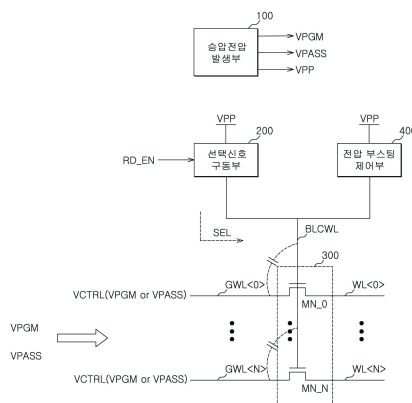 100
승압전압
발생부
VPGM
VPASS
VPP
VPP
VPP
200
400
RD_EN
선택신호
구동부
전압 부스팅
제어부
SEL
BLCWL
300
VCTRL(VPGM or VPASS)
GWL<0>
MN_0
WL<0>
VPGM
VPASS
VCTRL(VPGM or VPASS)
GWL<N>
MN_N
WL<N>